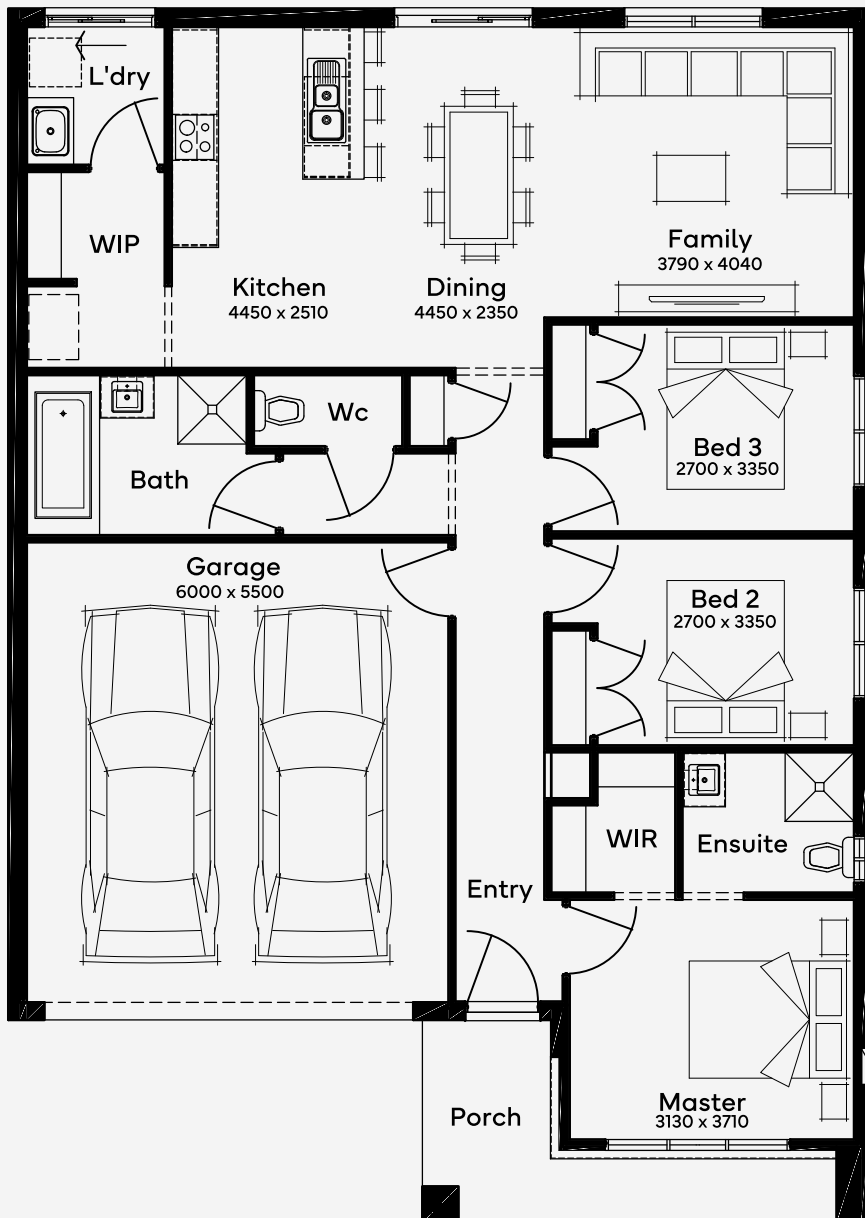 L'dry
WIP
Kitchen
4450 x 2510
Dining
4450 x 2350
Family
3790 x 4040
Wc
Bath
Bed 3
2700 x 3350
Garage
6000 x 5500
Bed 2
2700 x 3350
WIR
Ensuite
Entry
Master
3130 x 3710
Porch